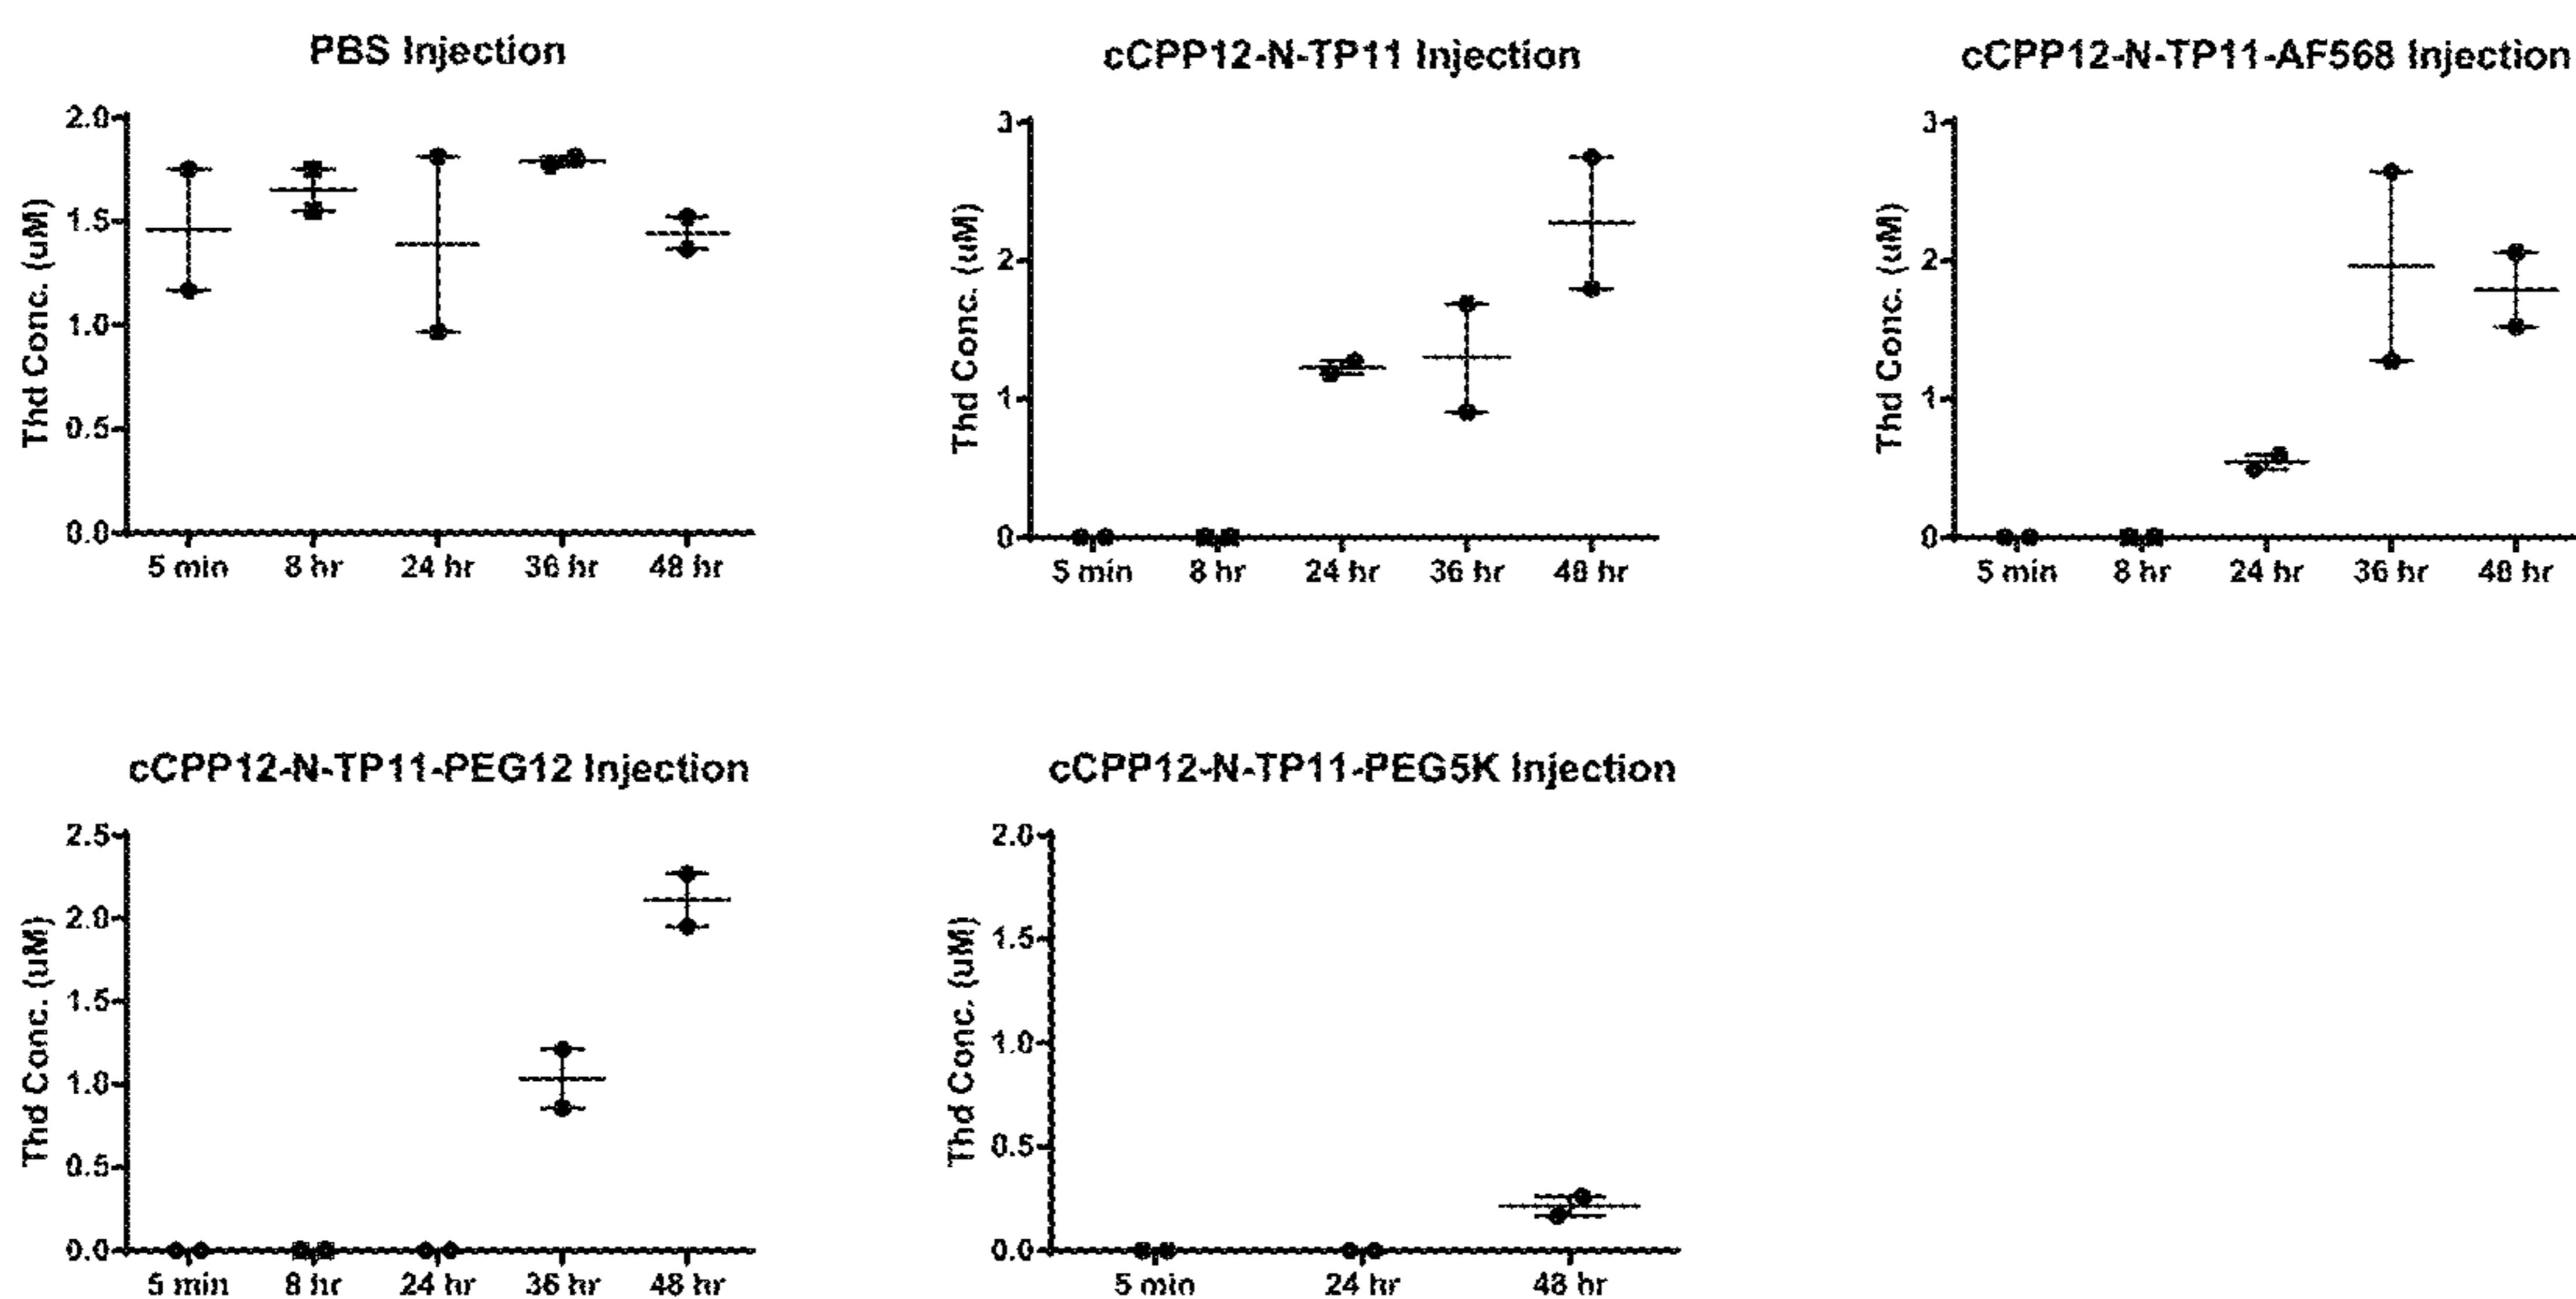 PBS Injection
Thd Conc. (uM)
2.0
1.5
1.0
0.5
0.0
5 min 8 hr 24 hr 36 hr 48 hr
cCPP12-N-TP11 Injection
Thd Conc. (uM)
3
2
1
0
5 min 8 hr 24 hr 36 hr 48 hr
cCPP12-N-TP11-AF568 Injection
Thd Conc. (uM)
3
2
1
0
5 min 8 hr 24 hr 36 hr 48 hr
cCPP12-N-TP11-PEG12 Injection
Thd Conc. (uM)
2.5
2.0
1.5
1.0
0.5
0.0
5 min 8 hr 24 hr 36 hr 48 hr
cCPP12-N-TP11-PEG5K Injection
Thd Conc. (uM)
2.0
1.5
1.0
0.5
0.0
5 min 24 hr 48 hr